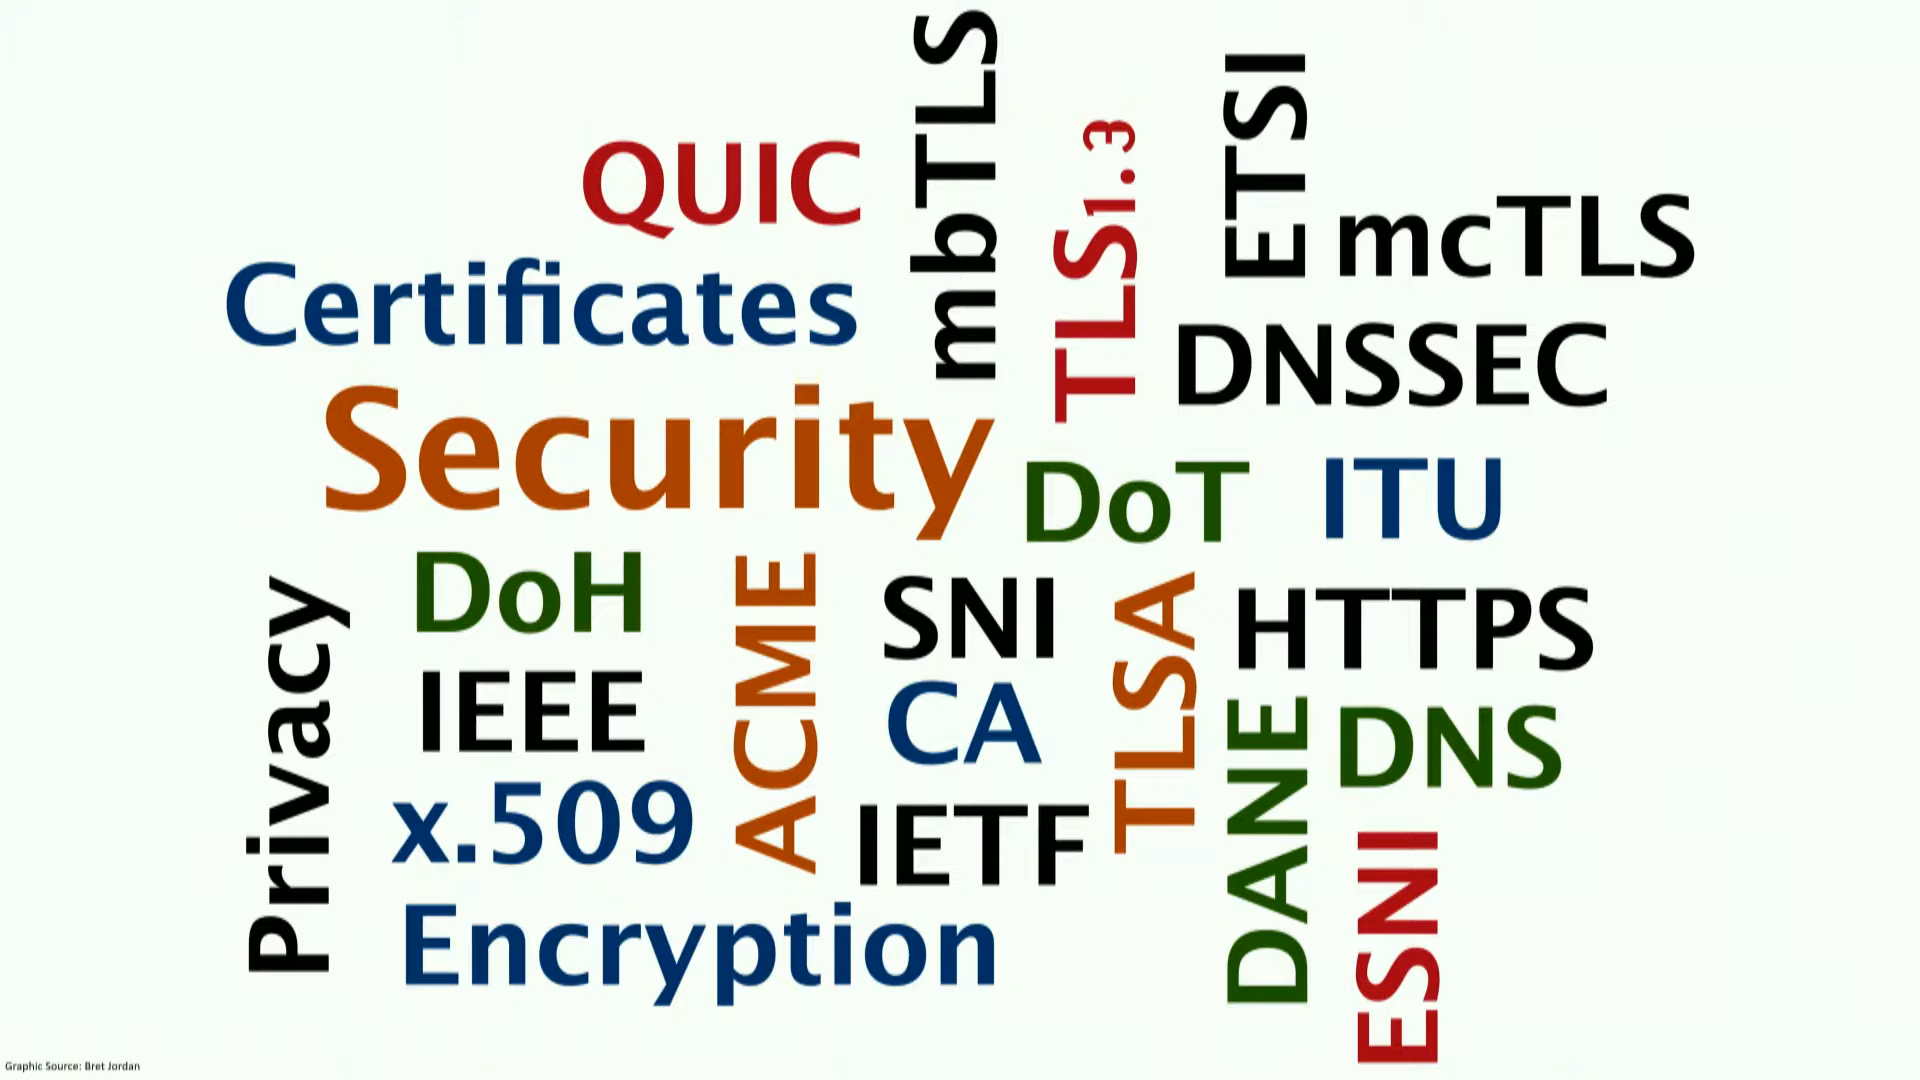 mbTLS
ETSI
QUIC
TLS1.3
mcTLS
Certificates
DNSSEC
Security
DoT
ITU
DoH
ACME
SNI
TLSA
HTTPS
Privacy
IEEE
CA
DANE
DNS
x.509
IETF
ESNI
Encryption
Graphic Source: Bret Jordan